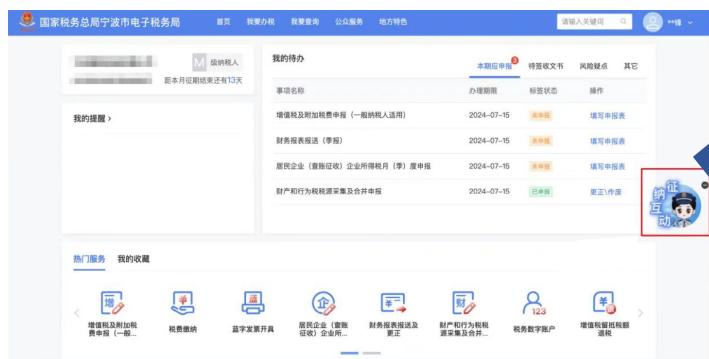 国家税务总局宁波市电子税务局 首页 我要办税 我要查询 公众服务 地方特色 请输入关键词 **锋
M 级纳税人
距本月征期结束还有13天
我的提醒 >
我的待办 本期应申报 3 待签收文书 风险疑点 其它
事项名称 办理期限 标签状态 操作
增值税及附加税费申报（一般纳税人适用） 2024-07-15 未申报 填写申报表
财务报表报送（季报） 2024-07-15 未申报 填写申报表
居民企业（查账征收）企业所得税月（季）度申报 2024-07-15 未申报 填写申报表
财产和行为税税源采集及合并申报 2024-07-15 已申报 更正\作废
征纳互动
热门服务 我的收藏
增 蓝 企 财 123
增值税及附加税费申报（一般... 税费缴纳 蓝字发票开具 居民企业（查账征收）企业所... 财务报表报送及更正 财产和行为税税源采集及合并... 税务数字账户 增值税留抵税额退税